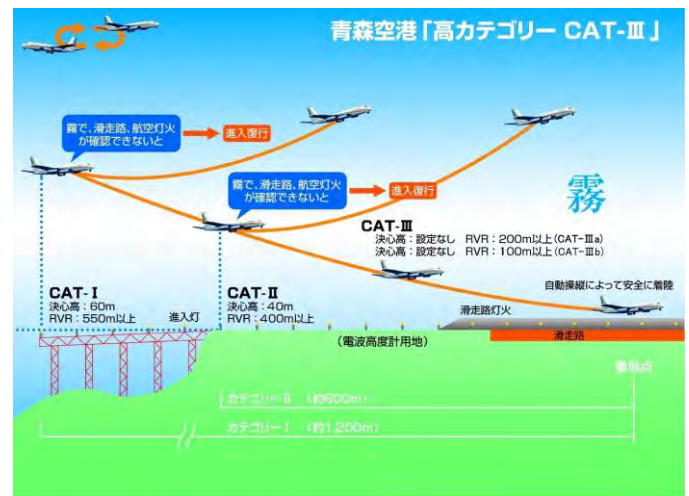 青森空港「高カテゴリー CAT-Ⅲ」
霧で、滑走路、航空灯火
が確認できないと
進入復行
霧で、滑走路、航空灯火
が確認できないと
進入復行
霧
CAT-Ⅲ
決心高：設定なし RVR：200m以上(CAT-Ⅲa)
決心高：設定なし RVR：100m以上(CAT-Ⅲb)
自動操縦によって安全に着陸
CAT-Ⅰ
決心高：60m
RVR：550m以上
進入灯
CAT-Ⅱ
決心高：40m
RVR：400m以上
滑走路灯火
(電波高度計用地)
滑走路
着地点
カテゴリーⅡ (約600m)
カテゴリーⅠ (約1,200m)